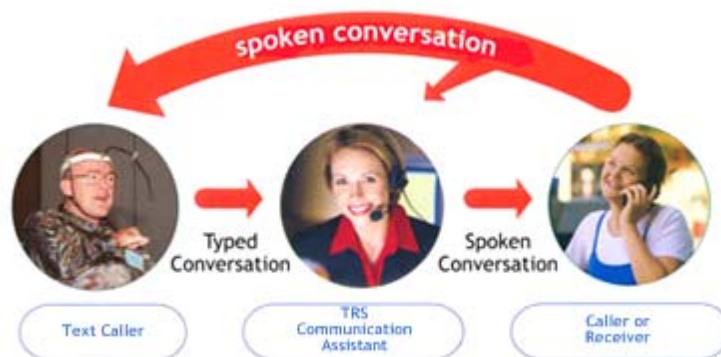 spoken conversation
Typed
Conversation
Spoken
Conversation
Text Caller
TRS
Communication
Assistant
Caller or
Receiver